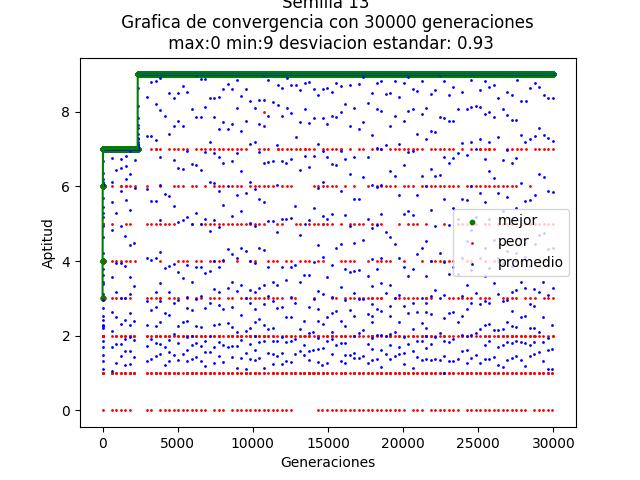 Semilla 13
Grafica de convergencia con 30000 generaciones
max:0 min:9 desviacion estandar: 0.93
8
6
4
2
0
Aptitud
mejor
peor
promedio
0 5000 10000 15000 20000 25000 30000
Generaciones